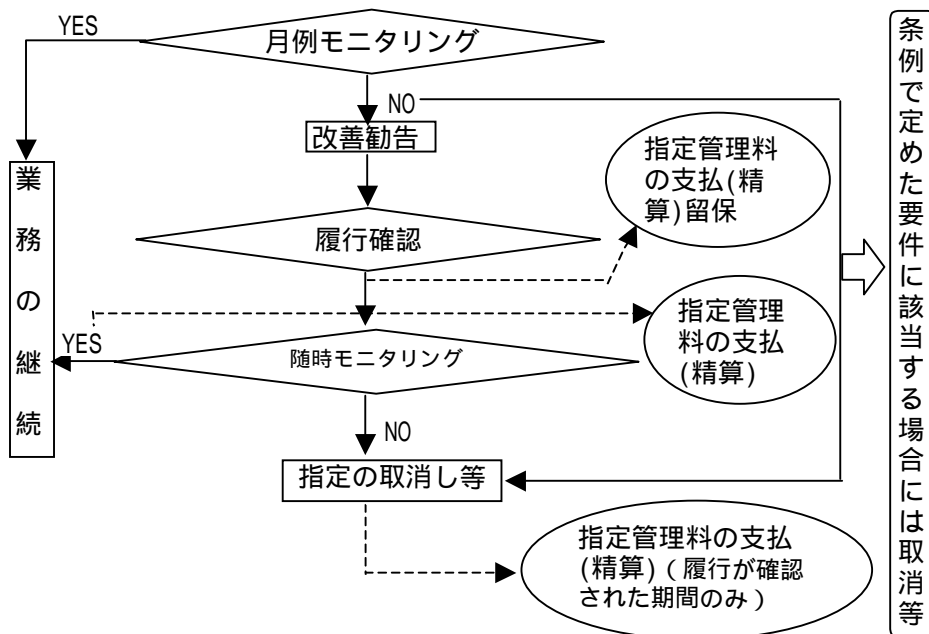 YES
月例モニタリング
NO
改善勧告
指定管理料
の支払(精
算)留保
履行確認
指定管理
料の支払
(精算)
YES
随時モニタリング
NO
指定の取消し等
指定管理料の支払
(精算)(履行が確認
された期間のみ)
業務の継続
条例で定めた要件に該当する場合には取消等